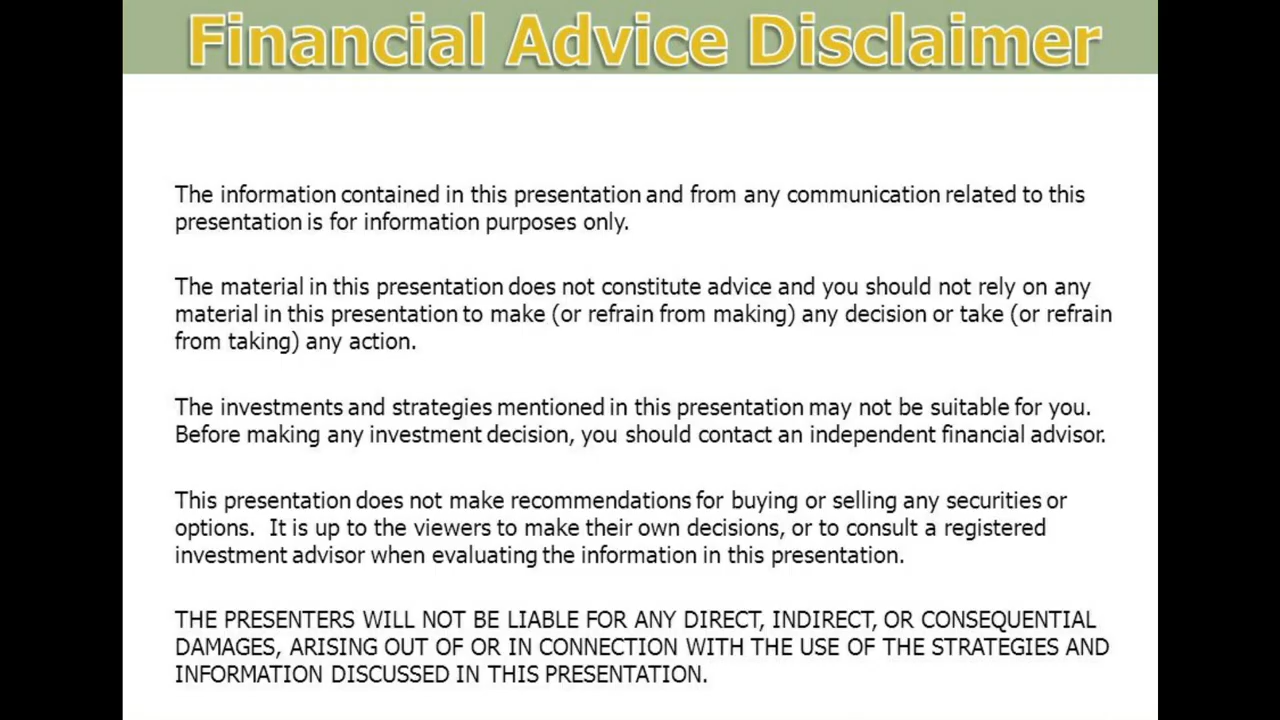 Financial Advice Disclaimer
The information contained in this presentation and from any communication related to this
presentation is for information purposes only.
The material in this presentation does not constitute advice and you should not rely on any
material in this presentation to make (or refrain from making) any decision or take (or refrain
from taking) any action.
The investments and strategies mentioned in this presentation may not be suitable for you.
Before making any investment decision, you should contact an independent financial advisor.
This presentation does not make recommendations for buying or selling any securities or
options.  It is up to the viewers to make their own decisions, or to consult a registered
investment advisor when evaluating the information in this presentation.
THE PRESENTERS WILL NOT BE LIABLE FOR ANY DIRECT, INDIRECT, OR CONSEQUENTIAL
DAMAGES, ARISING OUT OF OR IN CONNECTION WITH THE USE OF THE STRATEGIES AND
INFORMATION DISCUSSED IN THIS PRESENTATION.